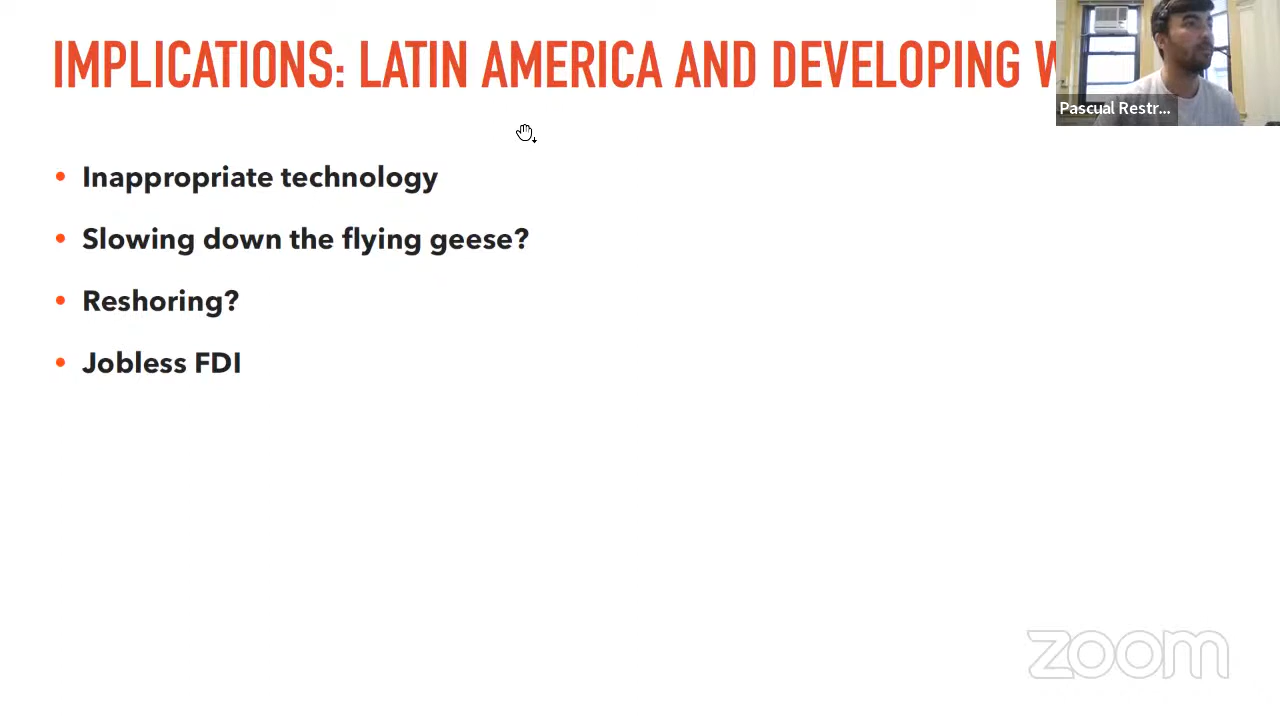 IMPLICATIONS: LATIN AMERICA AND DEVELOPING
Pascual Restr...
• Inappropriate technology
• Slowing down the flying geese?
• Reshoring?
• Jobless FDI
zoom